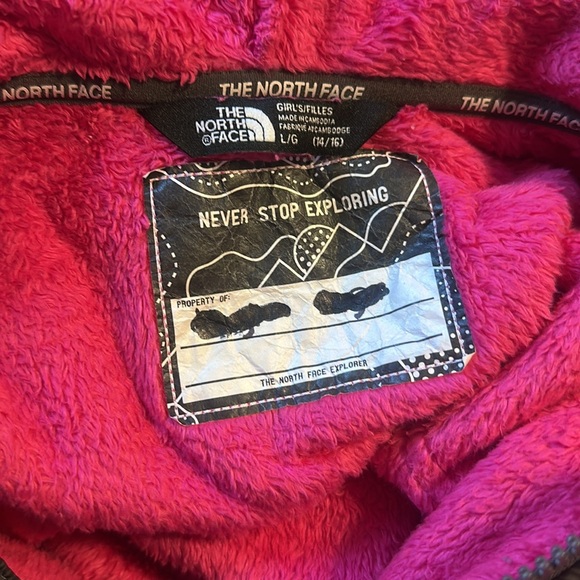 NORTH FACE
THE NORTH FACE
THE NORTH FACE
THE
NORTH
FACE
GIRL'S/FILLES
MADE IN CAMBODIA
FABRIQUÉ AU CAMBODGE
L/G (14/16)
NEVER STOP EXPLORING
PROPERTY OF:
THE NORTH FACE EXPLORER